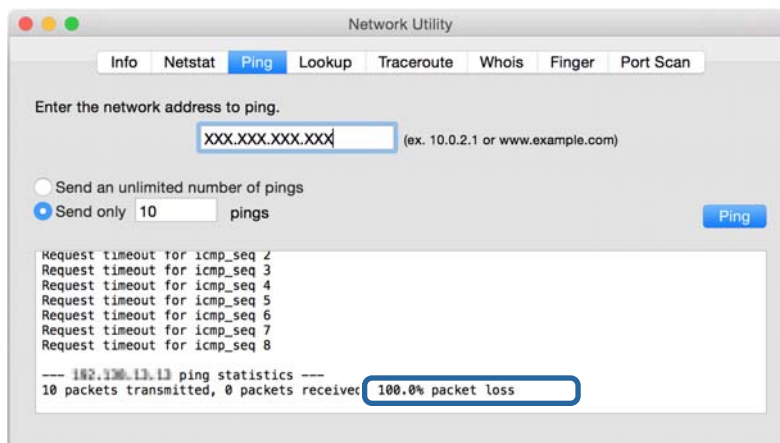 Network Utility
Info Netstat Ping Lookup Traceroute Whois Finger Port Scan
Enter the network address to ping.
XXX.XXX.XXX.XXX (ex. 10.0.2.1 or www.example.com)
Send an unlimited number of pings
Send only 10 pings
Ping
Request timeout for icmp_seq 2
Request timeout for icmp_seq 3
Request timeout for icmp_seq 4
Request timeout for icmp_seq 5
Request timeout for icmp_seq 6
Request timeout for icmp_seq 7
Request timeout for icmp_seq 8
--- ping statistics ---
10 packets transmitted, 0 packets received 100.0% packet loss